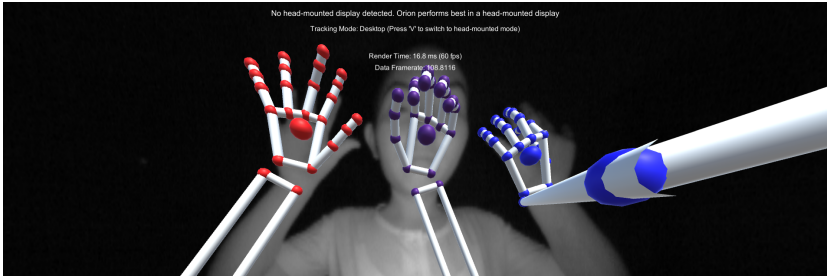 No head-mounted display detected. Orion performs best in a head-mounted display
Tracking Mode: Desktop (Press 'V' to switch to head-mounted mode)
Render Time: 16.8 ms (60 fps)
Data Framerate: 108.8116